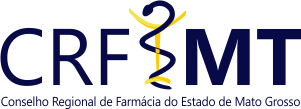 CRF MT
Conselho Regional de Farmácia do Estado de Mato Grosso